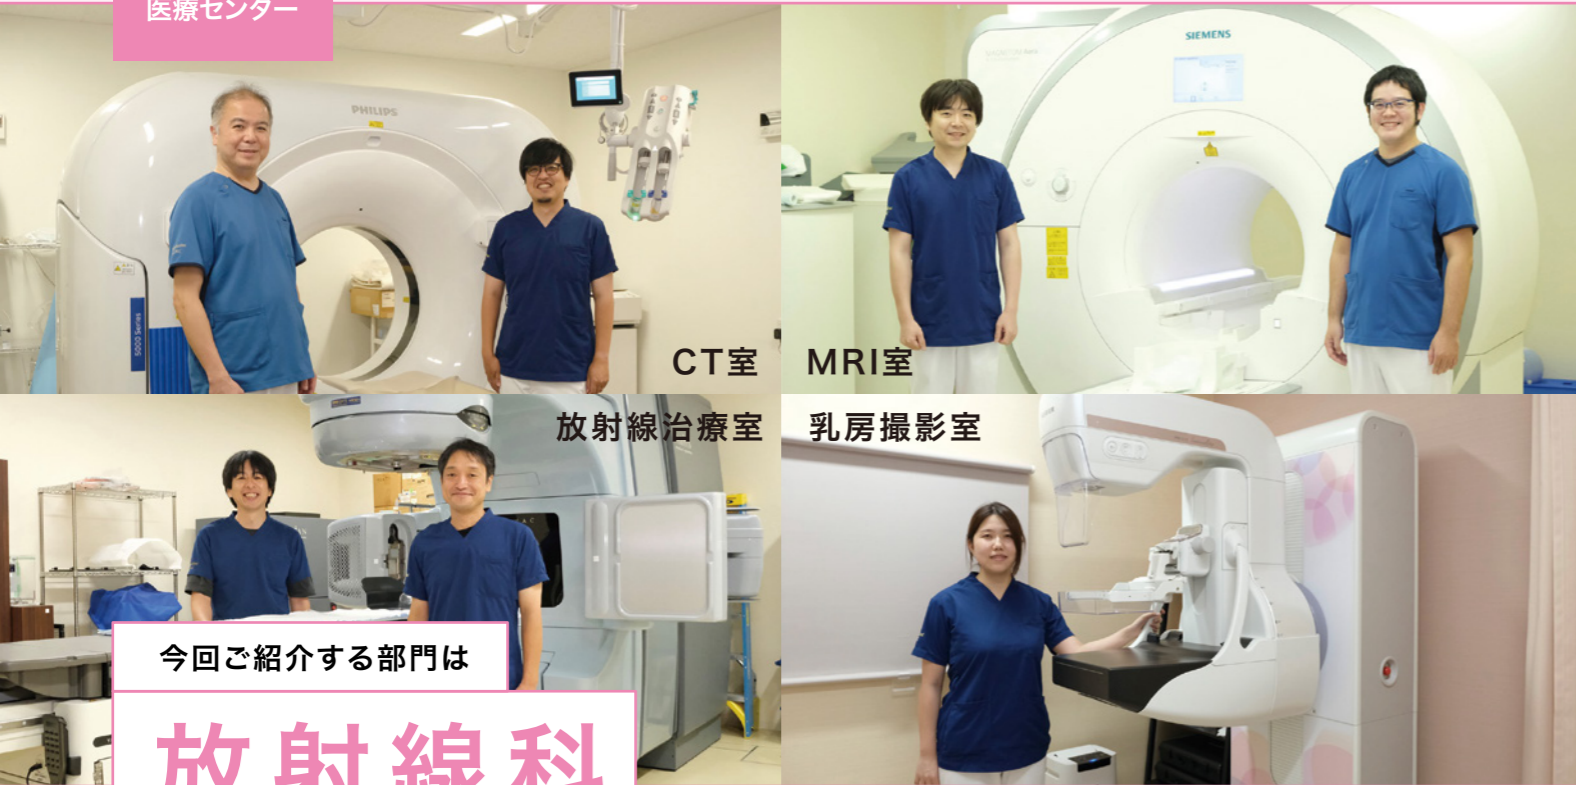 医療センター
PHILIPS
SIEMENS
5000 Series
CT室
MRI室
放射線治療室
乳房撮影室
今回ご紹介する部門は
放射線科